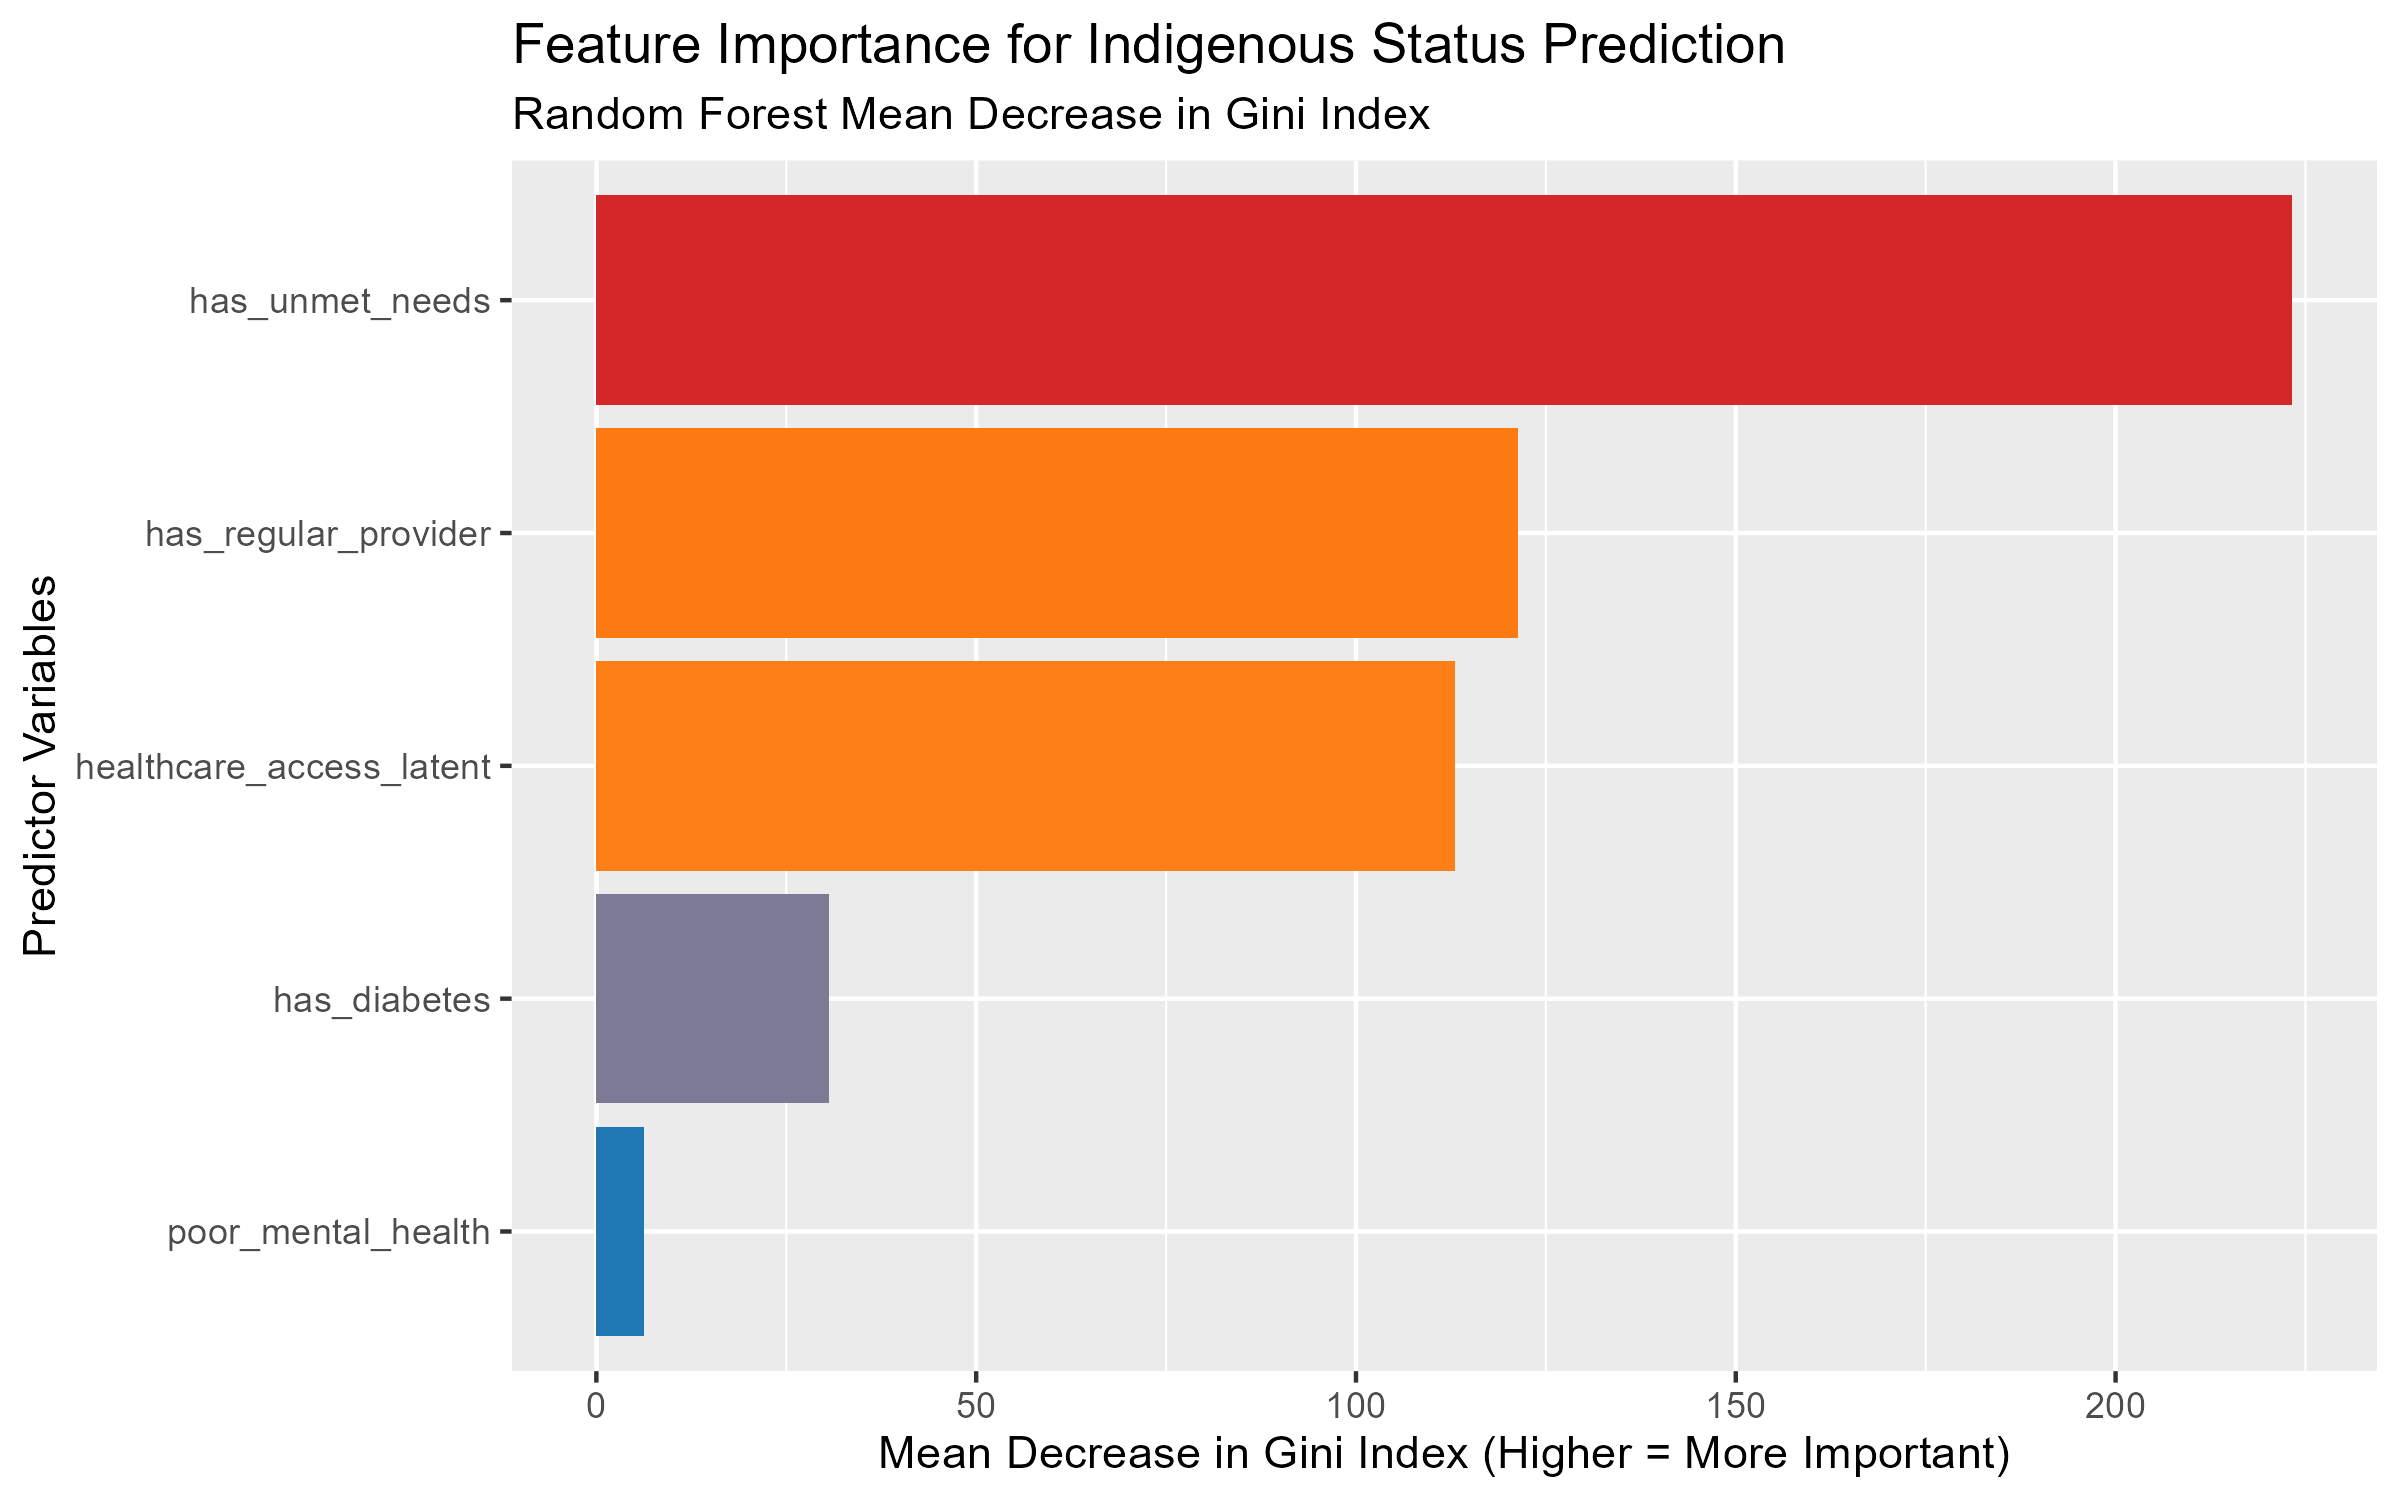 Feature Importance for Indigenous Status Prediction
Random Forest Mean Decrease in Gini Index
Predictor Variables
has_unmet_needs
has_regular_provider
healthcare_access_latent
has_diabetes
poor_mental_health
0 50 100 150 200
Mean Decrease in Gini Index (Higher = More Important)